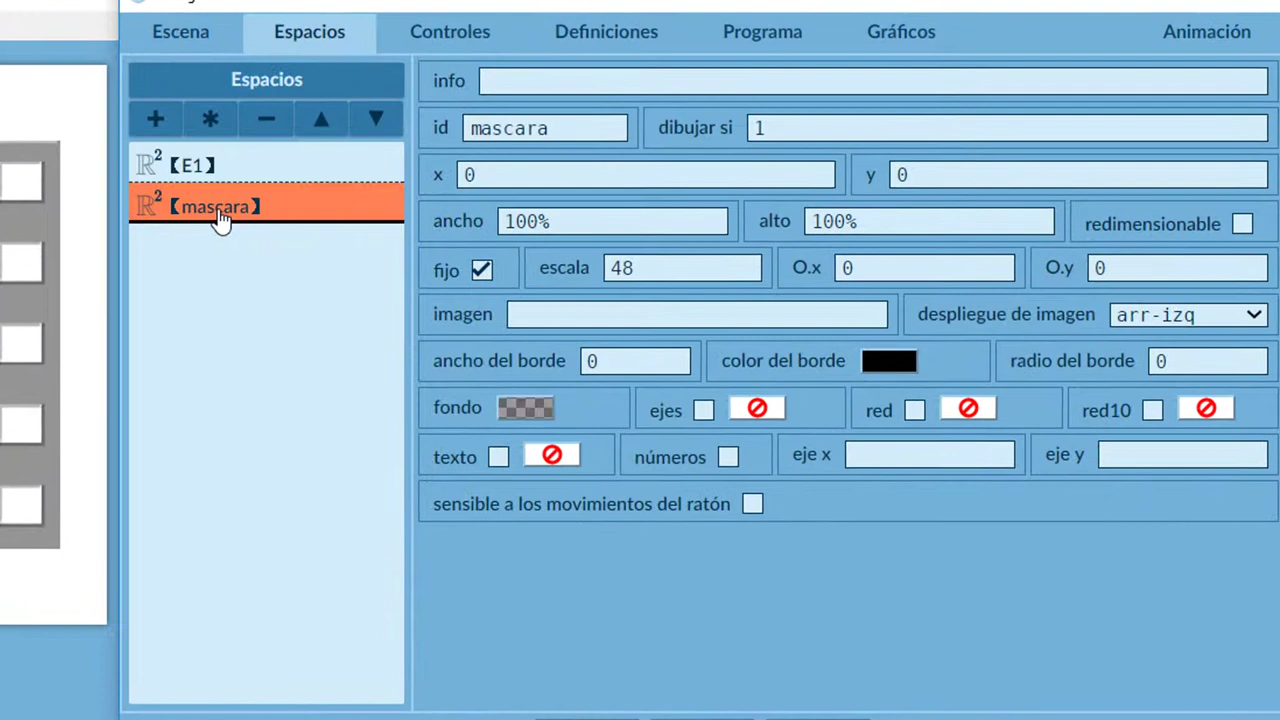 Escena Espacios Controles Definiciones Programa Gráficos Animación
Espacios
+ * − ▲ ▼
ℝ² 【E1】
ℝ² 【mascara】
info
id mascara dibujar si 1
x 0 y 0
ancho 100% alto 100% redimensionable
fijo escala 48 O.x 0 O.y 0
imagen despliegue de imagen arr-izq
ancho del borde 0 color del borde radio del borde 0
fondo ejes red red10
texto números eje x eje y
sensible a los movimientos del ratón